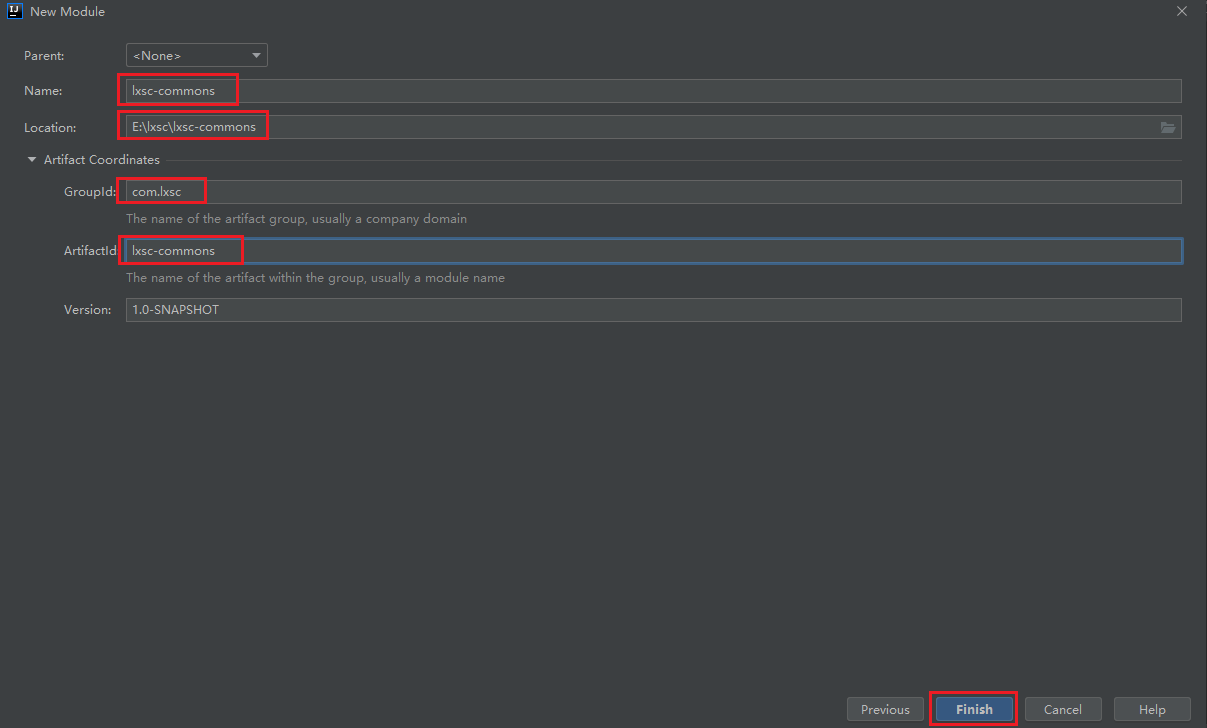 New Module
Parent: <None>
Name: lxsc-commons
Location: E:\lxsc\lxsc-commons
Artifact Coordinates
GroupId: com.lxsc
The name of the artifact group, usually a company domain
ArtifactId lxsc-commons
The name of the artifact within the group, usually a module name
Version: 1.0-SNAPSHOT
Previous Finish Cancel Help